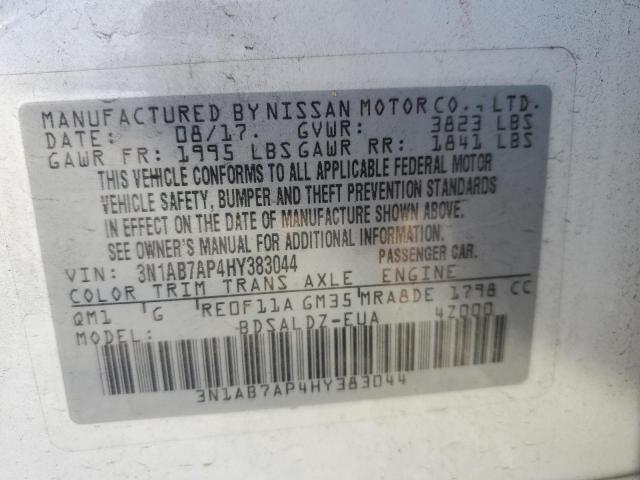 MANUFACTURED BY NISSAN MOTOR CO., LTD.
DATE: 08/17. GVWR: 3823 LBS
GAWR FR: 1995 LBS GAWR RR: 1841 LBS
THIS VEHICLE CONFORMS TO ALL APPLICABLE FEDERAL MOTOR
VEHICLE SAFETY, BUMPER AND THEFT PREVENTION STANDARDS
IN EFFECT ON THE DATE OF MANUFACTURE SHOWN ABOVE.
SEE OWNER'S MANUAL FOR ADDITIONAL INFORMATION.
VIN: 3N1AB7AP4HY383044 PASSENGER CAR.
COLOR TRIM TRANS AXLE ENGINE
QM1 G RE0F11A GM35 MRA8DE 1798 CC
MODEL: BDSALDZ-EUA 4Z000
3N1AB7AP4HY383044